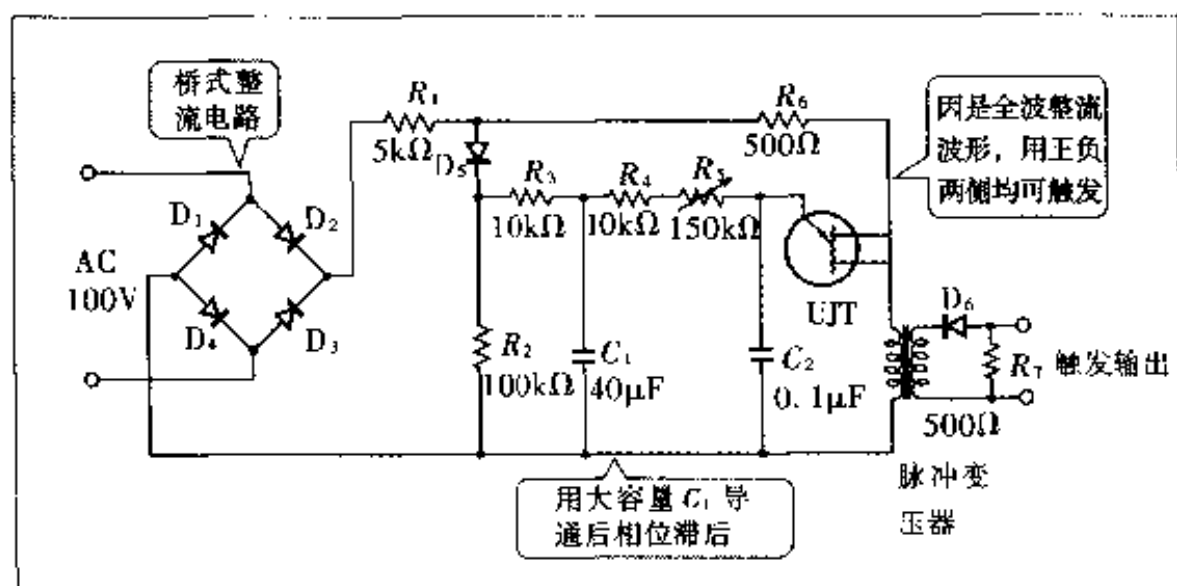 桥式整
流电路
R₁
5kΩ
D₅
R₆
500Ω
因是全波整流
波形，用正负
两侧均可触发
R₃
10kΩ
R₄
10kΩ
R₅
150kΩ
D₁
D₂
AC
100V
D₄
D₃
UJT
D₆
R₂
100kΩ
C₁
40μF
C₂
0.1μF
R₇ 触发输出
500Ω
用大容量 C₁ 导
通后相位滞后
脉冲变
压器